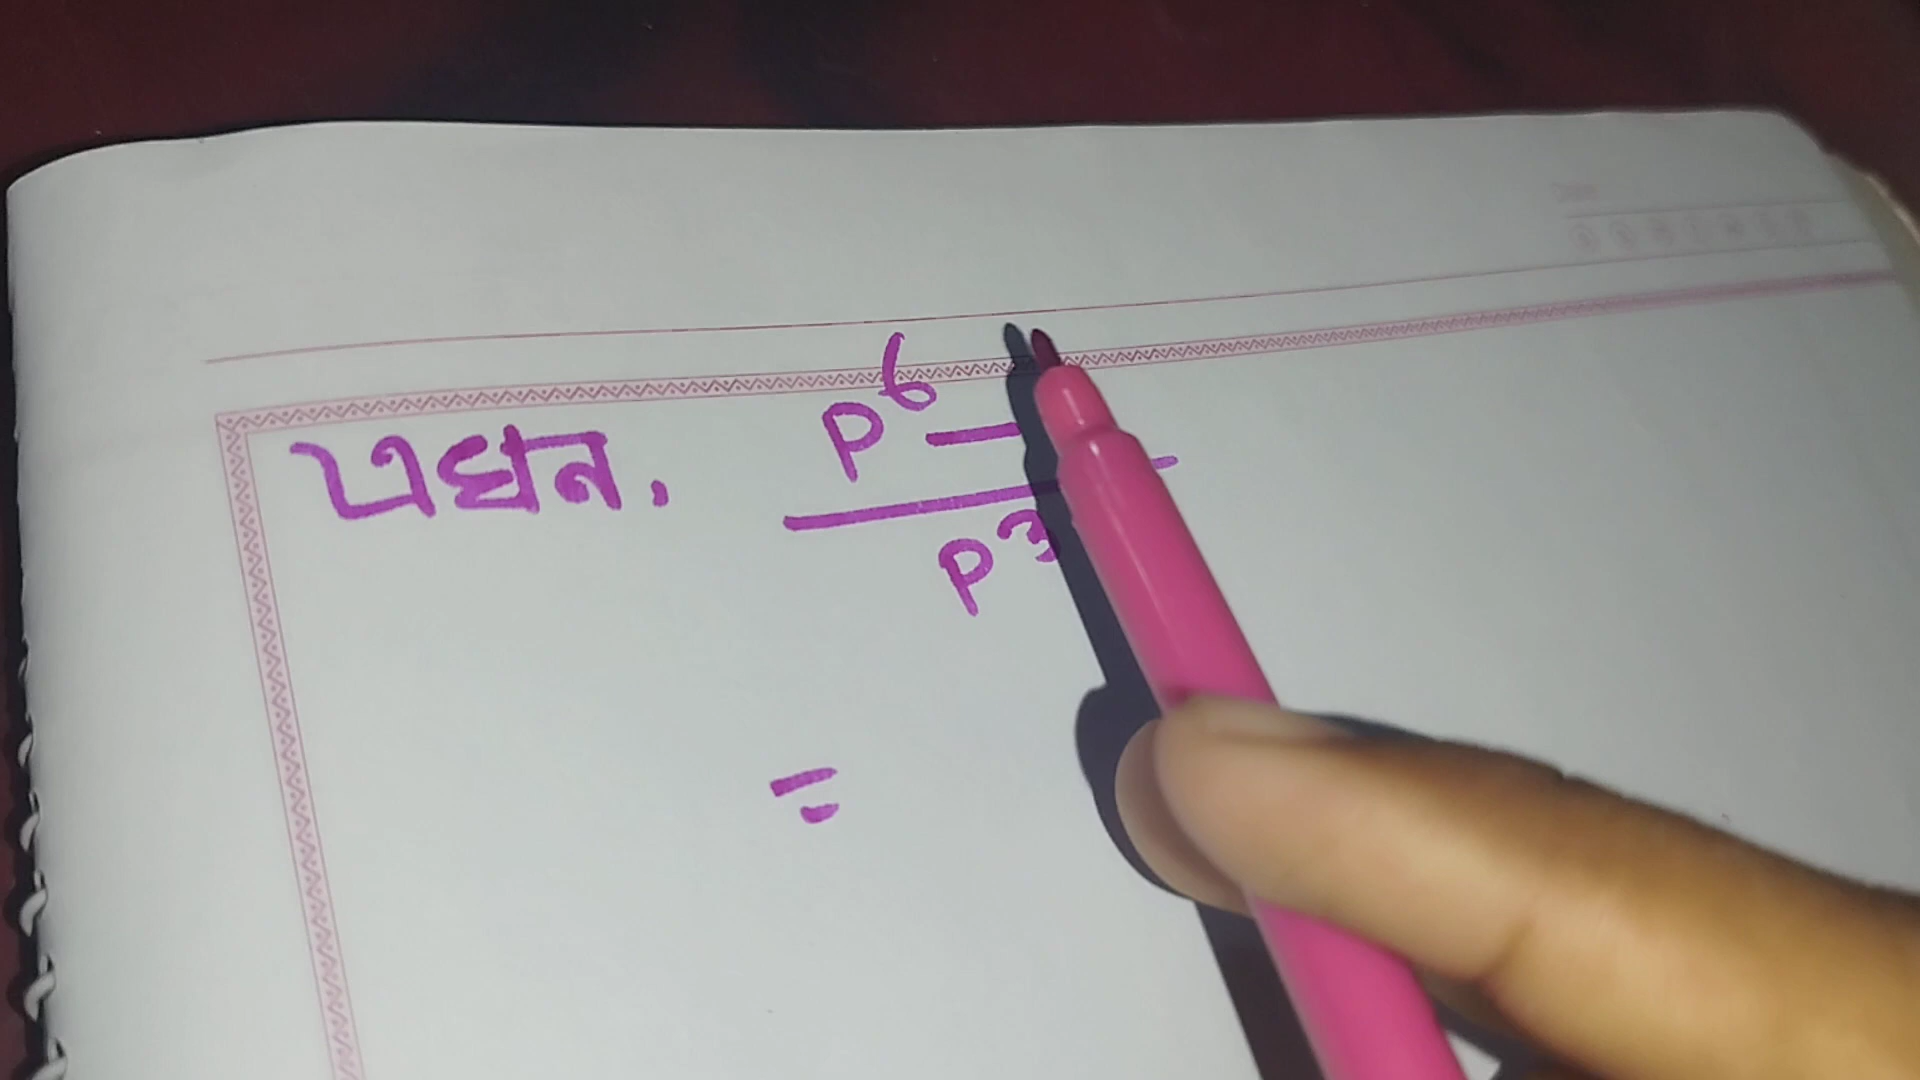 এখন, p⁶ —
p³
=